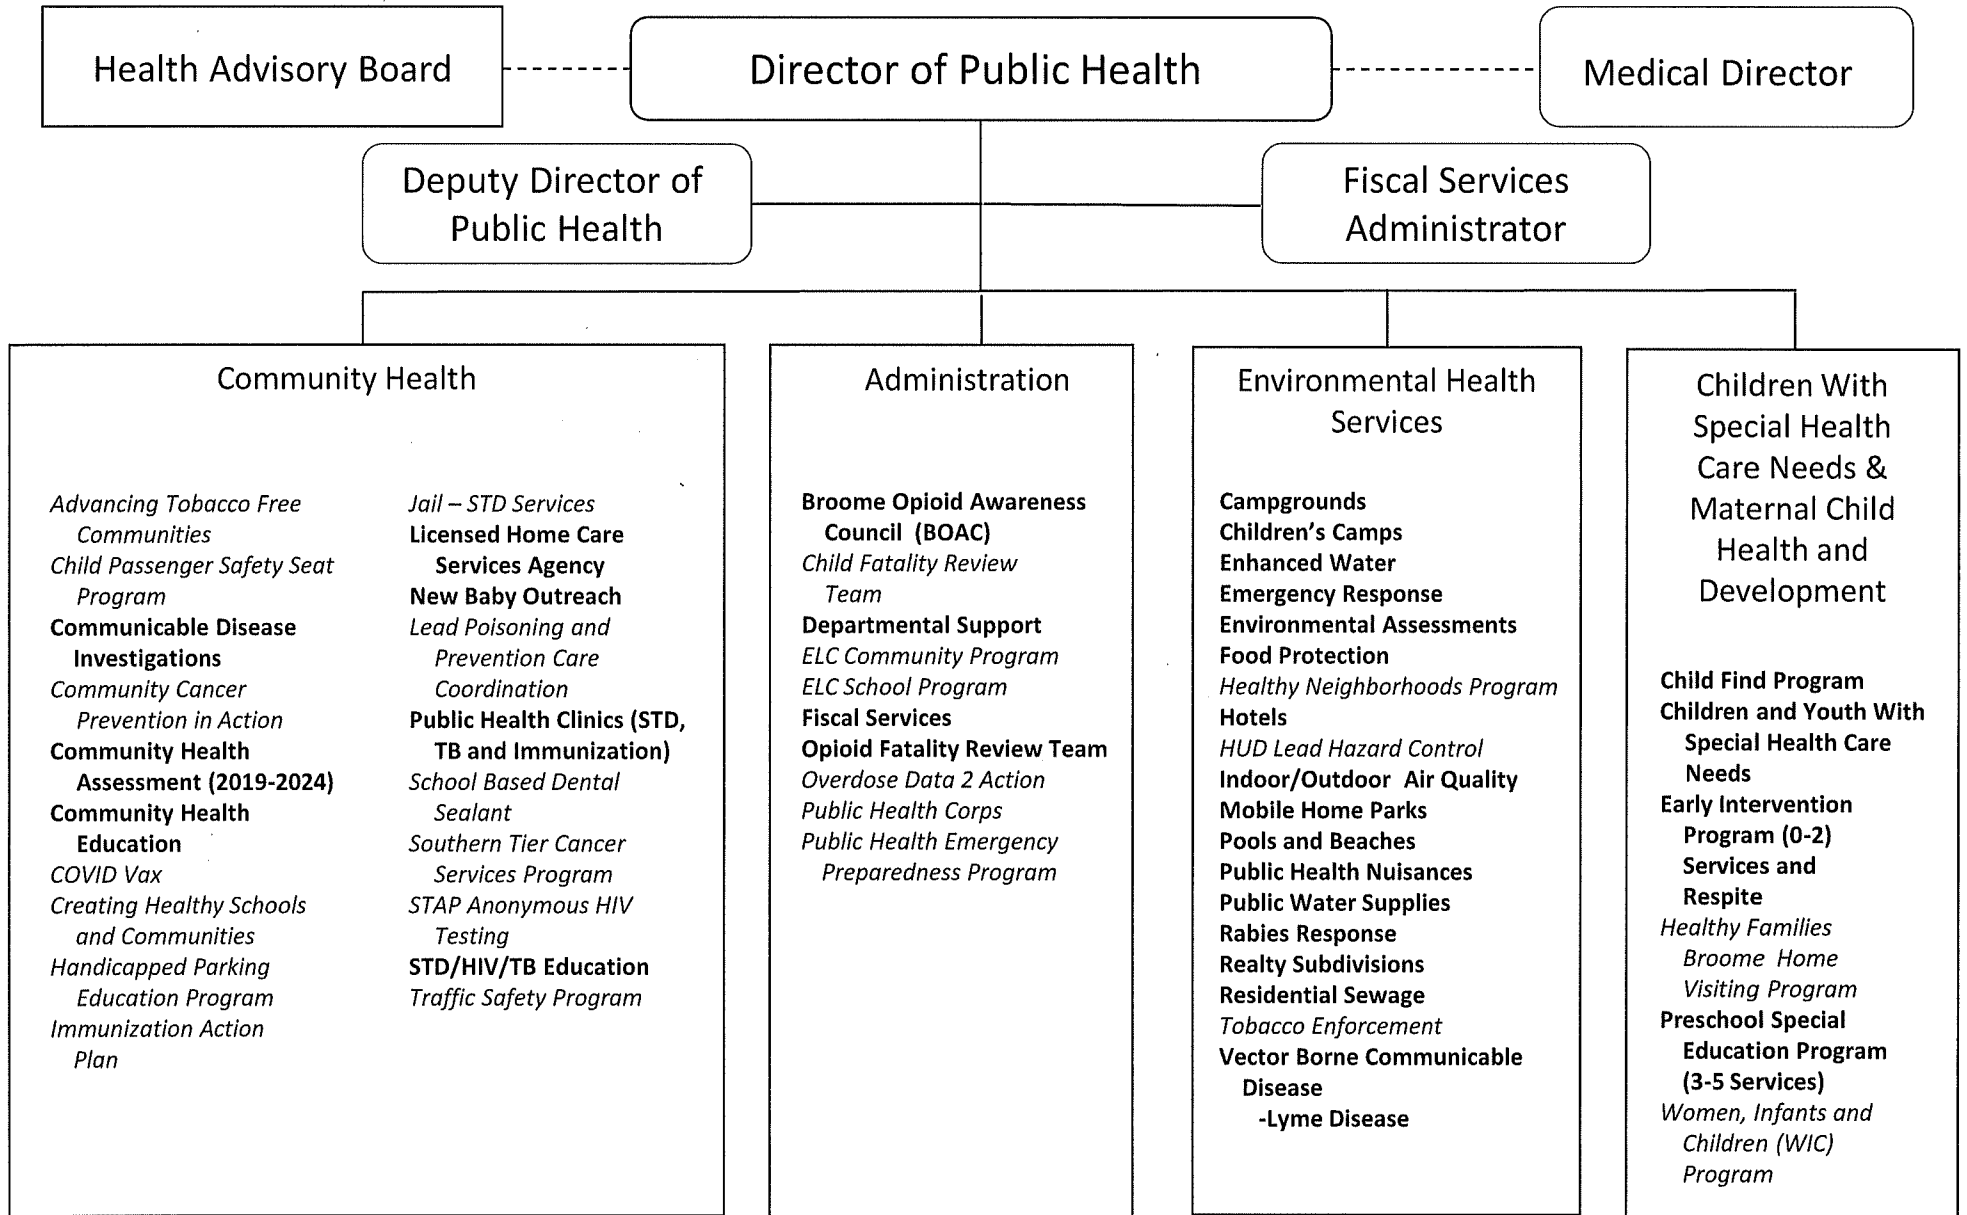 Health Advisory Board
Director of Public Health
Medical Director
Deputy Director of
Public Health
Fiscal Services
Administrator
Community Health
Advancing Tobacco Free
Communities
Child Passenger Safety Seat
Program
Communicable Disease
Investigations
Community Cancer
Prevention in Action
Community Health
Assessment (2019-2024)
Community Health
Education
COVID Vax
Creating Healthy Schools
and Communities
Handicapped Parking
Education Program
Immunization Action
Plan
Jail – STD Services
Licensed Home Care
Services Agency
New Baby Outreach
Lead Poisoning and
Prevention Care
Coordination
Public Health Clinics (STD,
TB and Immunization)
School Based Dental
Sealant
Southern Tier Cancer
Services Program
STAP Anonymous HIV
Testing
STD/HIV/TB Education
Traffic Safety Program
Administration
Broome Opioid Awareness
Council (BOAC)
Child Fatality Review
Team
Departmental Support
ELC Community Program
ELC School Program
Fiscal Services
Opioid Fatality Review Team
Overdose Data 2 Action
Public Health Corps
Public Health Emergency
Preparedness Program
Environmental Health
Services
Campgrounds
Children's Camps
Enhanced Water
Emergency Response
Environmental Assessments
Food Protection
Healthy Neighborhoods Program
Hotels
HUD Lead Hazard Control
Indoor/Outdoor Air Quality
Mobile Home Parks
Pools and Beaches
Public Health Nuisances
Public Water Supplies
Rabies Response
Realty Subdivisions
Residential Sewage
Tobacco Enforcement
Vector Borne Communicable
Disease
-Lyme Disease
Children With
Special Health
Care Needs &
Maternal Child
Health and
Development
Child Find Program
Children and Youth With
Special Health Care
Needs
Early Intervention
Program (0-2)
Services and
Respite
Healthy Families
Broome Home
Visiting Program
Preschool Special
Education Program
(3-5 Services)
Women, Infants and
Children (WIC)
Program